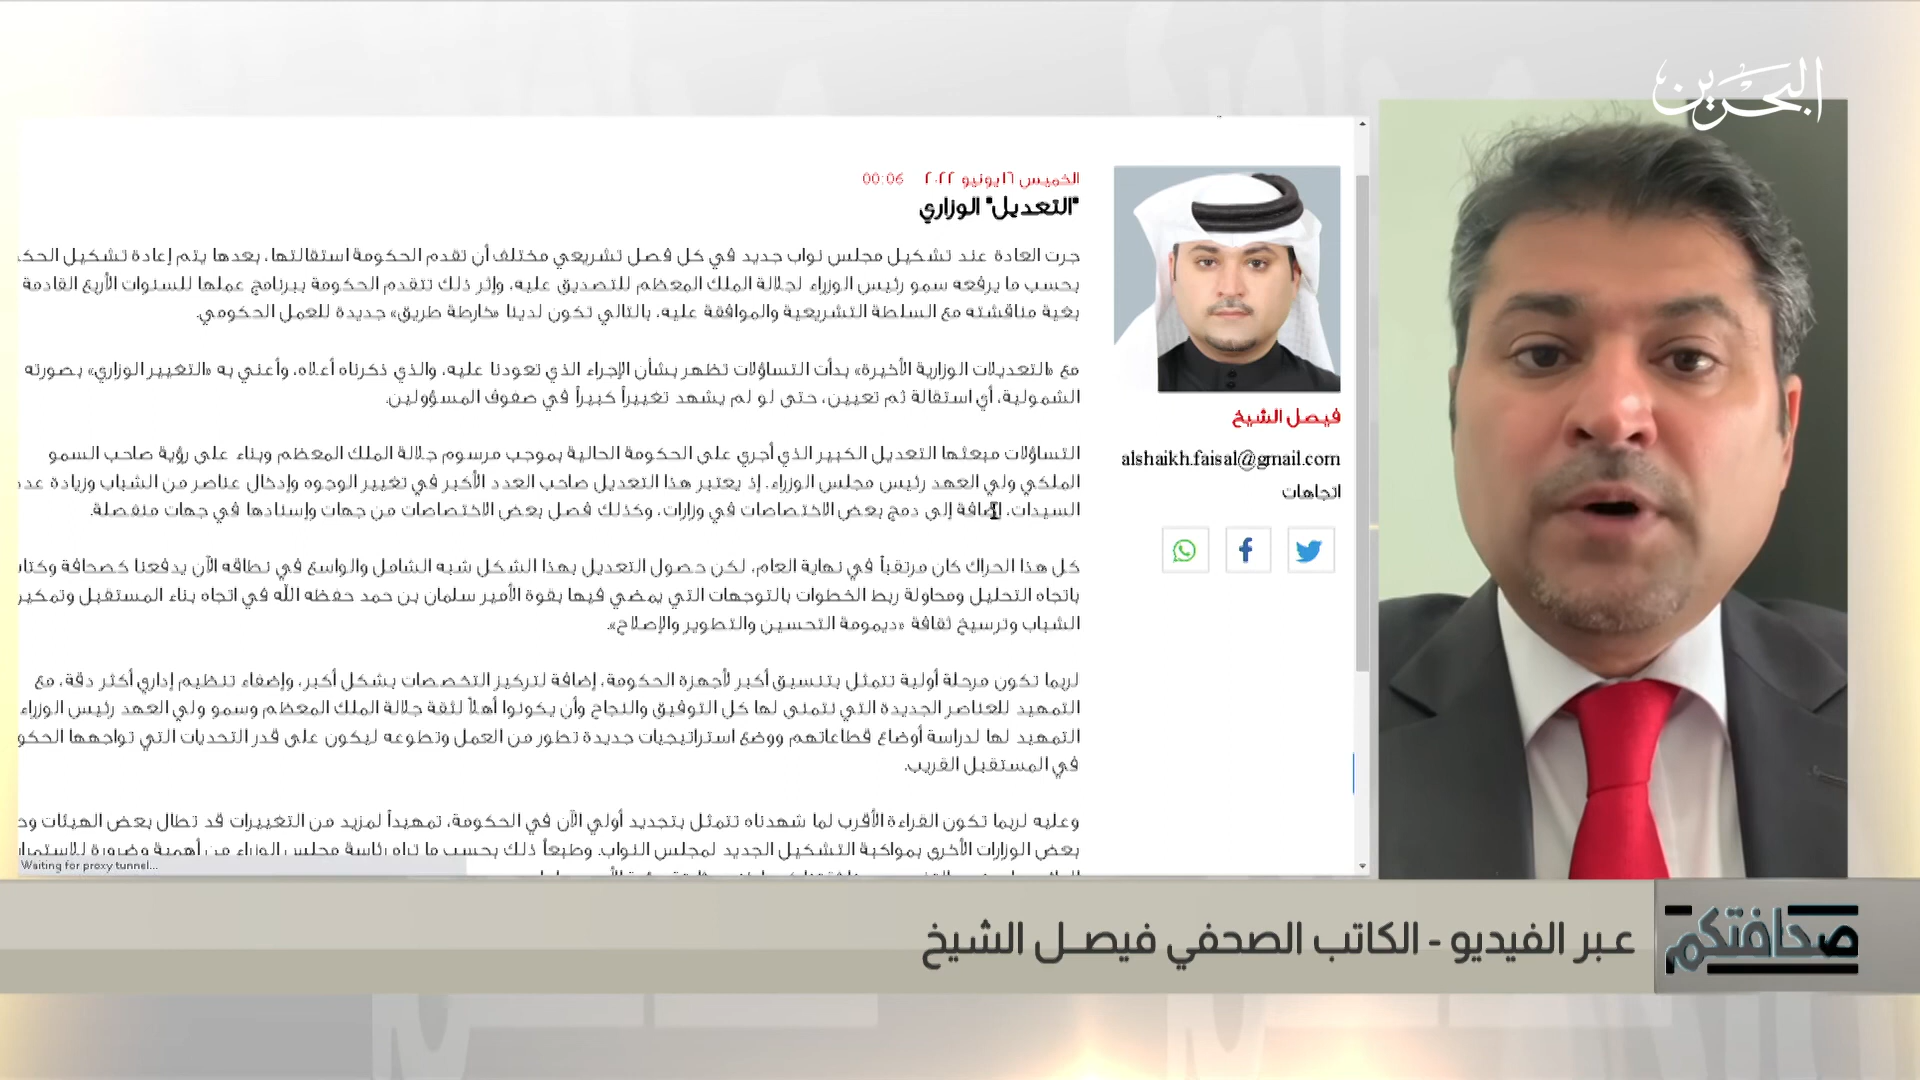 البحرين
الخميس ١٦ يونيو ٢٠٢٢ 00:06
"التعديل" الوزاري
جرت العادة عند تشكيل مجلس نواب جديد في كل فصل تشريعي مختلف أن تقدم الحكومة استقالتها، بعدها يتم إعادة تشكيل
بحسب ما يرفعه سمو رئيس الوزراء لجلالة الملك المعظم للتصديق عليه، وإثر ذلك تتقدم الحكومة ببرنامج عملها للسنوات الأربع القادمة
بغية مناقشته مع السلطة التشريعية والموافقة عليه، بالتالي تكون لدينا «خارطة طريق» جديدة للعمل الحكومي.
مع «التعديلات الوزارية الأخيرة» بدأت التساؤلات تظهر بشأن الإجراء الذي تعودنا عليه، والذي ذكرناه أعلاه، وأعني به «التغيير الوزاري» بصورته
الشمولية، أي استقالة ثم تعيين، حتى لو لم يشهد تغييراً كبيراً في صفوف المسؤولين.
التساؤلات مبعثها التعديل الكبير الذي أجري على الحكومة الحالية بموجب مرسوم جلالة الملك المعظم وبناء على رؤية صاحب السمو
الملكي ولي العهد رئيس مجلس الوزراء، إذ يعتبر هذا التعديل صاحب العدد الأكبر في تغيير الوجوه وإدخال عناصر من الشباب وزيادة عدد
السيدات، إضافة إلى دمج بعض الاختصاصات في وزارات، وكذلك فصل بعض الاختصاصات من جهات وإسنادها في جهات منفصلة.
كل هذا الحراك كان مرتقباً في نهاية العام، لكن حصول التعديل بهذا الشكل شبه الشامل والواسع في نطاقه الآن يدفعنا كصحافة
باتجاه التحليل ومحاولة ربط الخطوات بالتوجهات التي يمضي فيها بقوة الأمير سلمان بن حمد حفظه الله في اتجاه بناء المستقبل وتمكين
الشباب وترسيخ ثقافة «ديمومة التحسين والتطوير والإصلاح».
لربما تكون مرحلة أولية تتمثل بتنسيق أكبر لأجهزة الحكومة، إضافة لتركيز التخصصات بشكل أكبر، وإضفاء تنظيم إداري أكثر دقة، مع
التمهيد للعناصر الجديدة التي نتمنى لها كل التوفيق والنجاح وأن يكونوا أهلاً لثقة جلالة الملك المعظم وسمو ولي العهد رئيس الوزراء
التمهيد لها لدراسة أوضاع قطاعاتهم ووضع استراتيجيات جديدة تطور من العمل وتطوعه ليكون على قدر التحديات التي تواجهها
في المستقبل القريب.
وعليه لربما تكون القراءة الأقرب لما شهدناه تتمثل بتجديد أولي الآن في الحكومة، تمهيداً لمزيد من التغييرات قد تطال بعض الهيئات
بعض الوزارات الأخرى بمواكبة التشكيل الجديد لمجلس النواب. وطبعاً ذلك بحسب ما تراه رئاسة مجلس الوزراء من أهمية وضرورة
فيصل الشيخ
alshaikh.faisal@gmail.com
اتجاهات
Waiting for proxy tunnel...
عبر الفيديو - الكاتب الصحفي فيصل الشيخ
صحافتكم